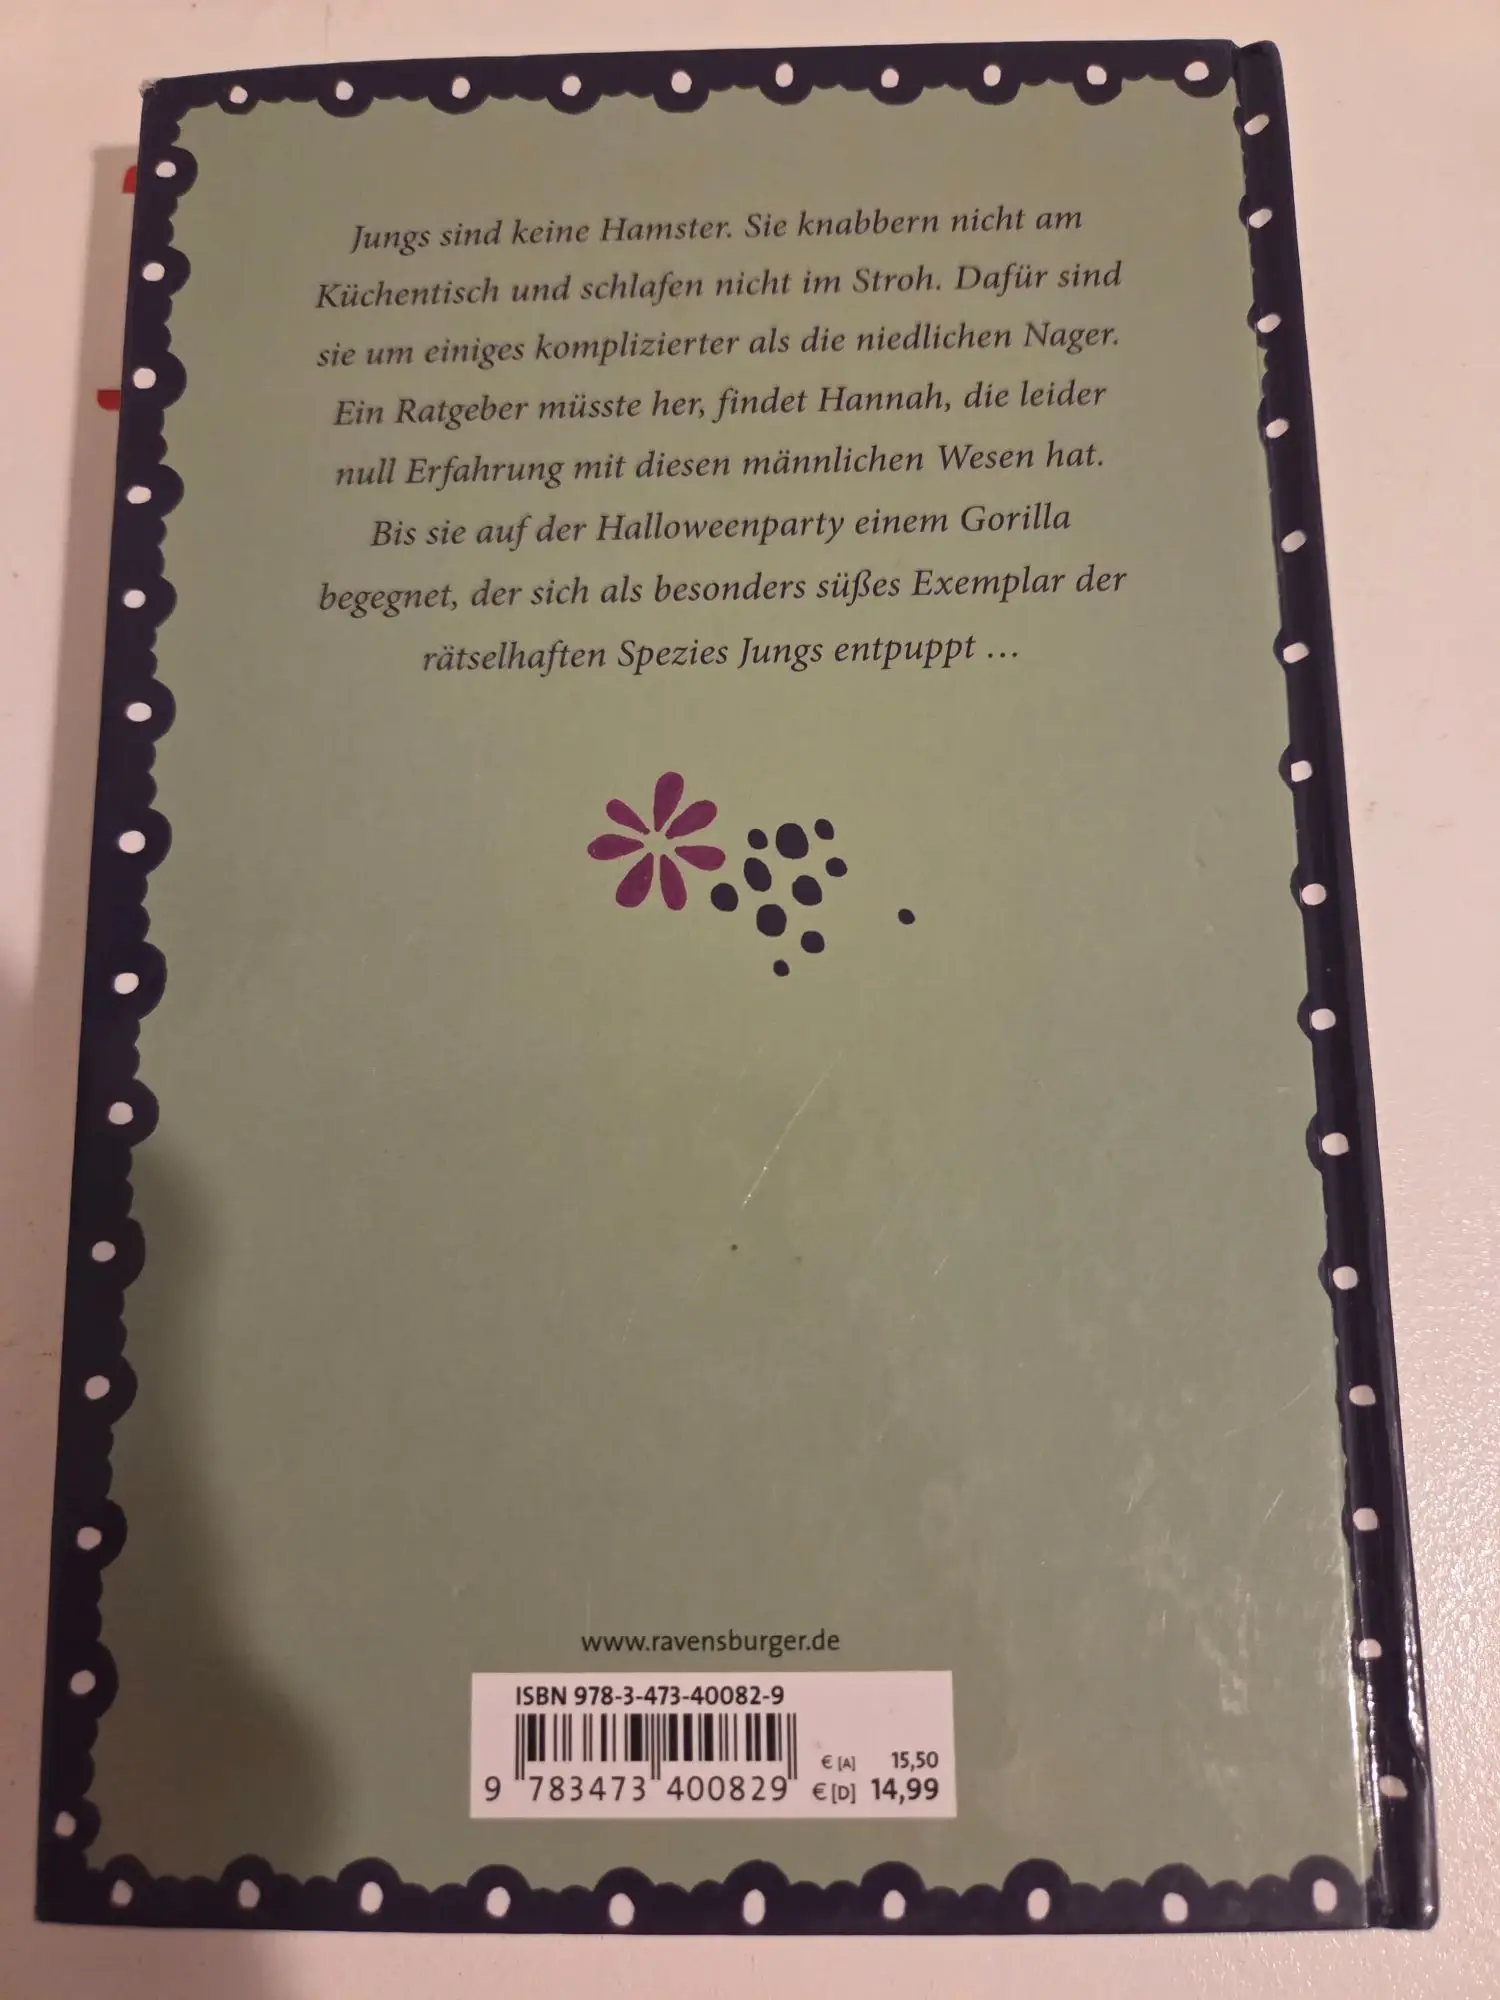 Jungs sind keine Hamster. Sie knabbern nicht am
Küchentisch und schlafen nicht im Stroh. Dafür sind
sie um einiges komplizierter als die niedlichen Nager.
Ein Ratgeber müsste her, findet Hannah, die leider
null Erfahrung mit diesen männlichen Wesen hat.
Bis sie auf der Halloweenparty einem Gorilla
begegnet, der sich als besonders süßes Exemplar der
rätselhaften Spezies Jungs entpuppt ...
www.ravensburger.de
ISBN 978-3-473-40082-9
€ [A] 15,50
9 783473 400829 € [D] 14,99